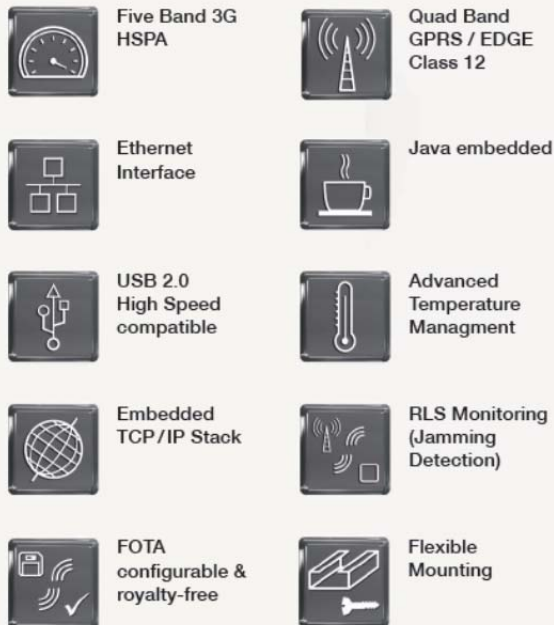 Five Band 3G
HSPA
Quad Band
GPRS / EDGE
Class 12
Ethernet
Interface
Java embedded
USB 2.0
High Speed
compatible
Advanced
Temperature
Managment
Embedded
TCP/IP Stack
RLS Monitoring
(Jamming
Detection)
FOTA
configurable &
royalty-free
Flexible
Mounting